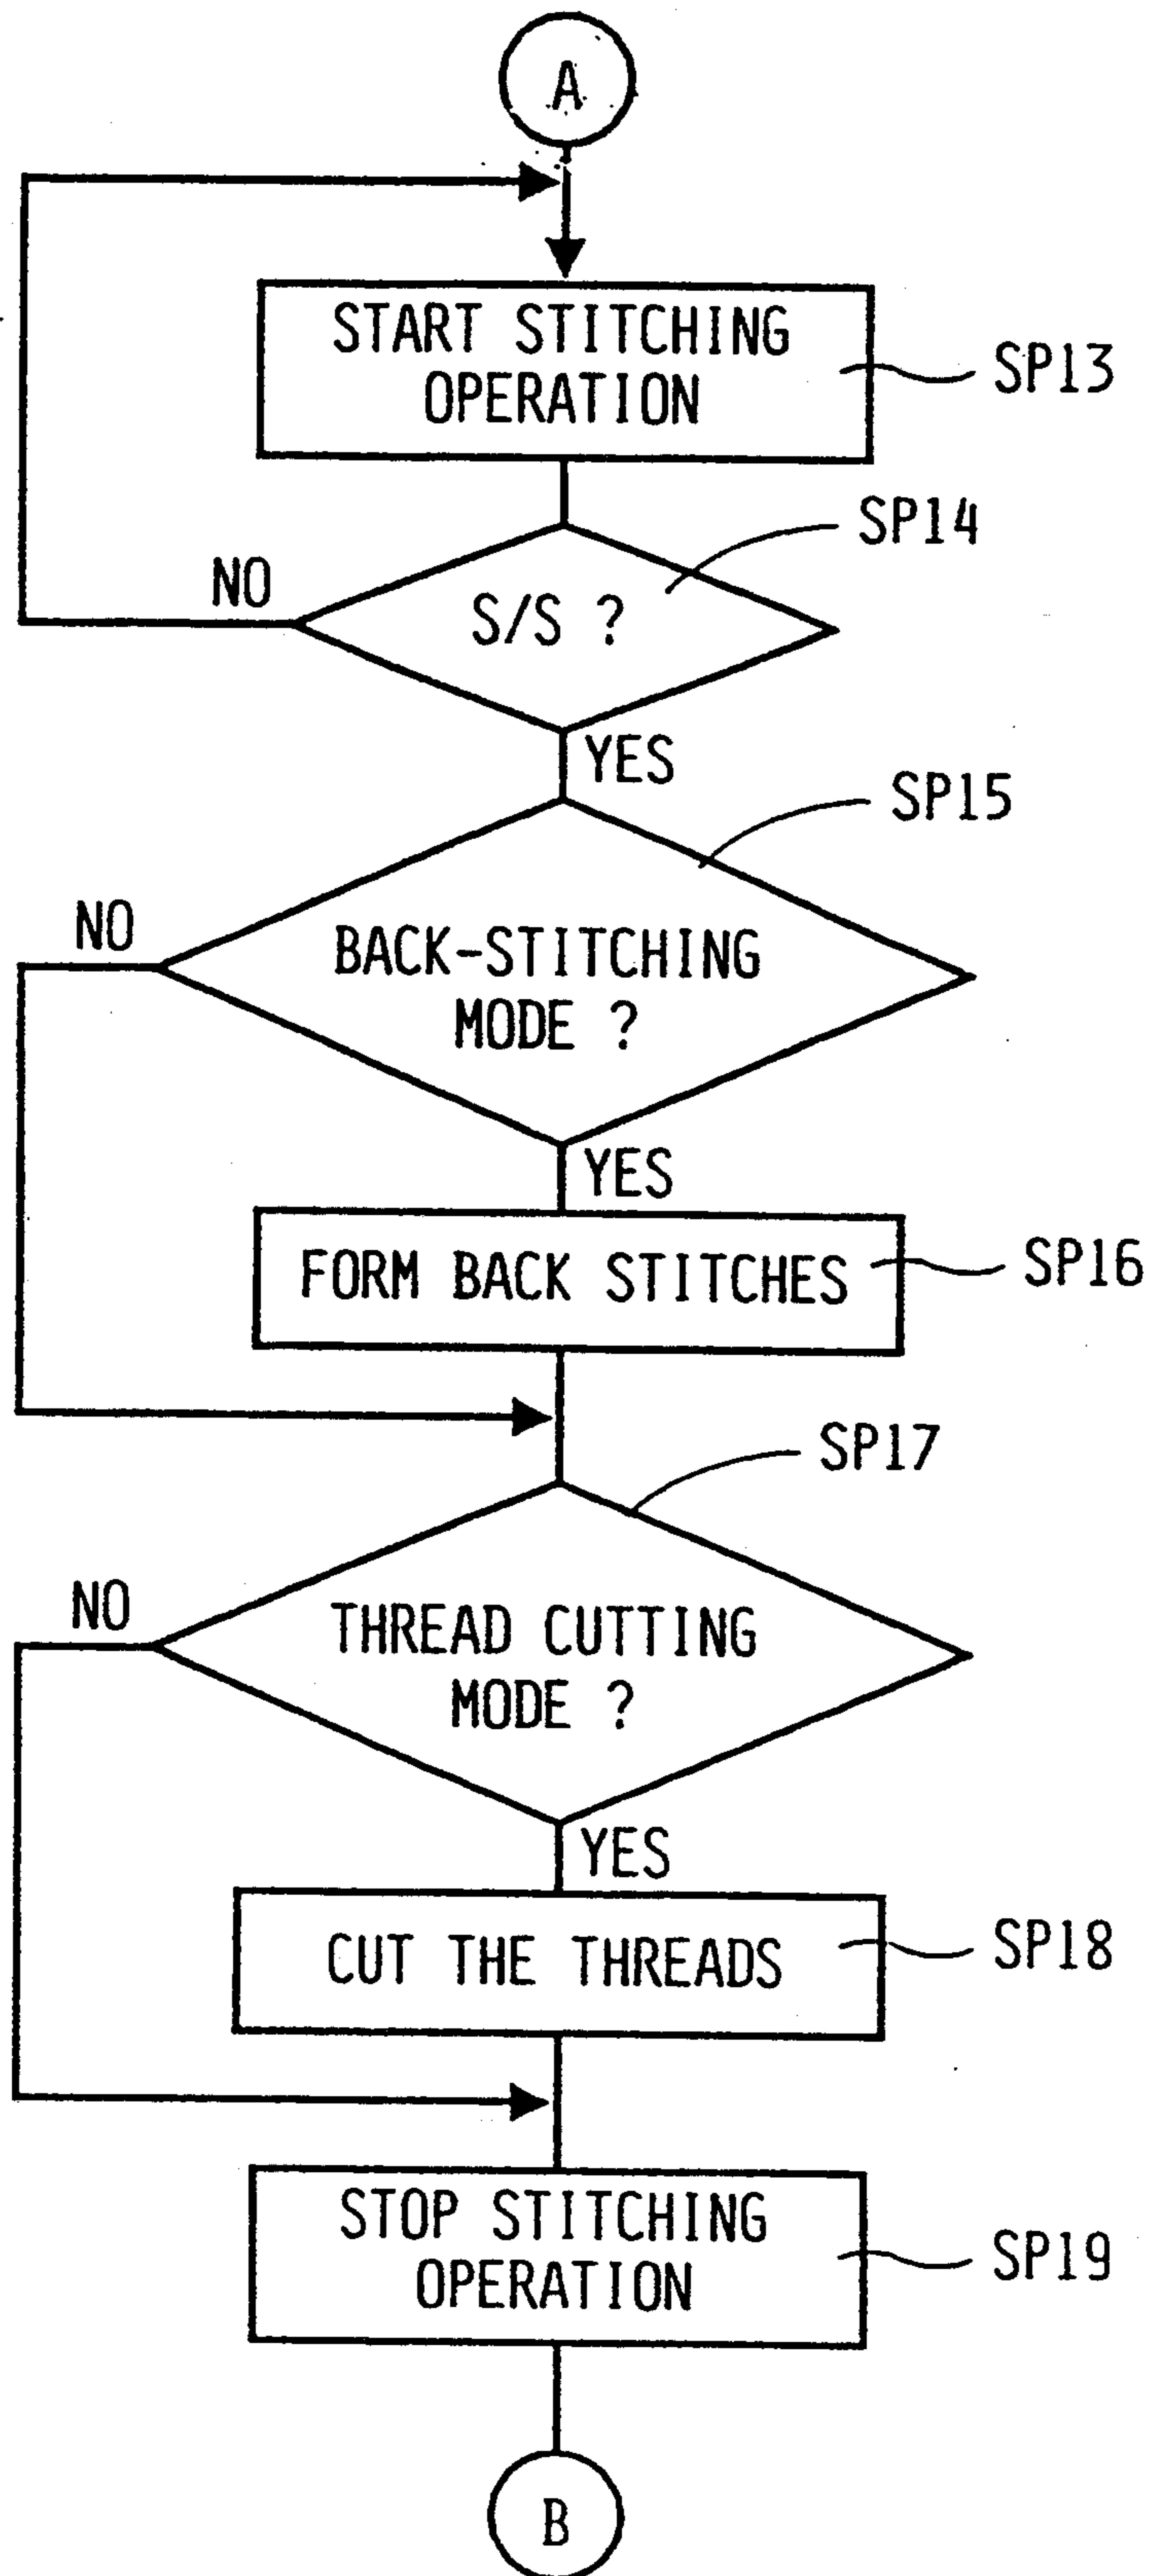 A
START STITCHING
OPERATION
SP13
SP14
NO
S/S ?
YES
SP15
NO
BACK-STITCHING
MODE ?
YES
FORM BACK STITCHES
SP16
SP17
NO
THREAD CUTTING
MODE ?
YES
CUT THE THREADS
SP18
STOP STITCHING
OPERATION
SP19
B